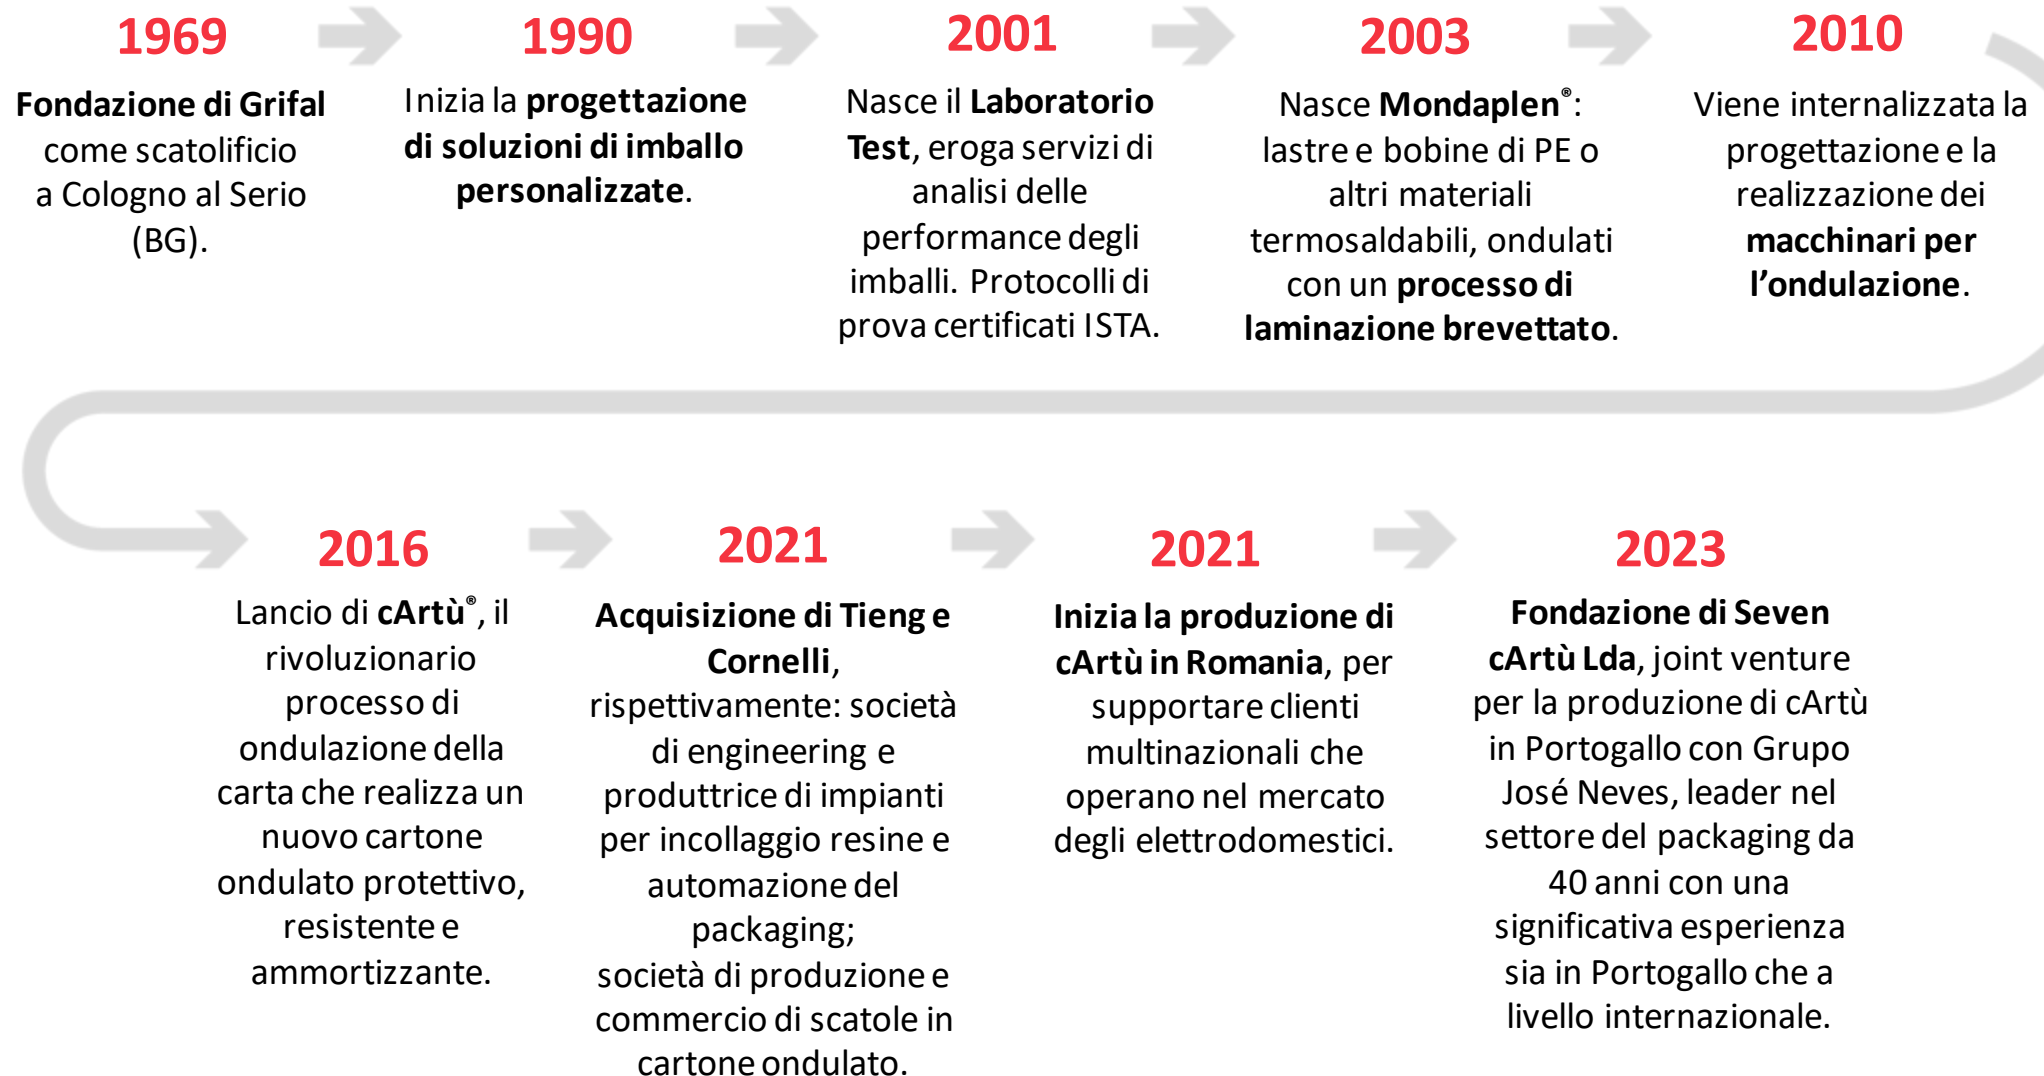 1969
Fondazione di Grifal
come scatolificio
a Cologno al Serio
(BG).
1990
Inizia la progettazione
di soluzioni di imballo
personalizzate.
2001
Nasce il Laboratorio
Test, eroga servizi di
analisi delle
performance degli
imballi. Protocolli di
prova certificati ISTA.
2003
Nasce Mondaplen®:
lastre e bobine di PE o
altri materiali
termosaldabili, ondulati
con un processo di
laminazione brevettato.
2010
Viene internalizzata la
progettazione e la
realizzazione dei
macchinari per
l’ondulazione.
2016
Lancio di cArtù®, il
rivoluzionario
processo di
ondulazione della
carta che realizza un
nuovo cartone
ondulato protettivo,
resistente e
ammortizzante.
2021
Acquisizione di Tieng e
Cornelli,
rispettivamente: società
di engineering e
produttrice di impianti
per incollaggio resine e
automazione del
packaging;
società di produzione e
commercio di scatole in
cartone ondulato.
2021
Inizia la produzione di
cArtù in Romania, per
supportare clienti
multinazionali che
operano nel mercato
degli elettrodomestici.
2023
Fondazione di Seven
cArtù Lda, joint venture
per la produzione di cArtù
in Portogallo con Grupo
José Neves, leader nel
settore del packaging da
40 anni con una
significativa esperienza
sia in Portogallo che a
livello internazionale.